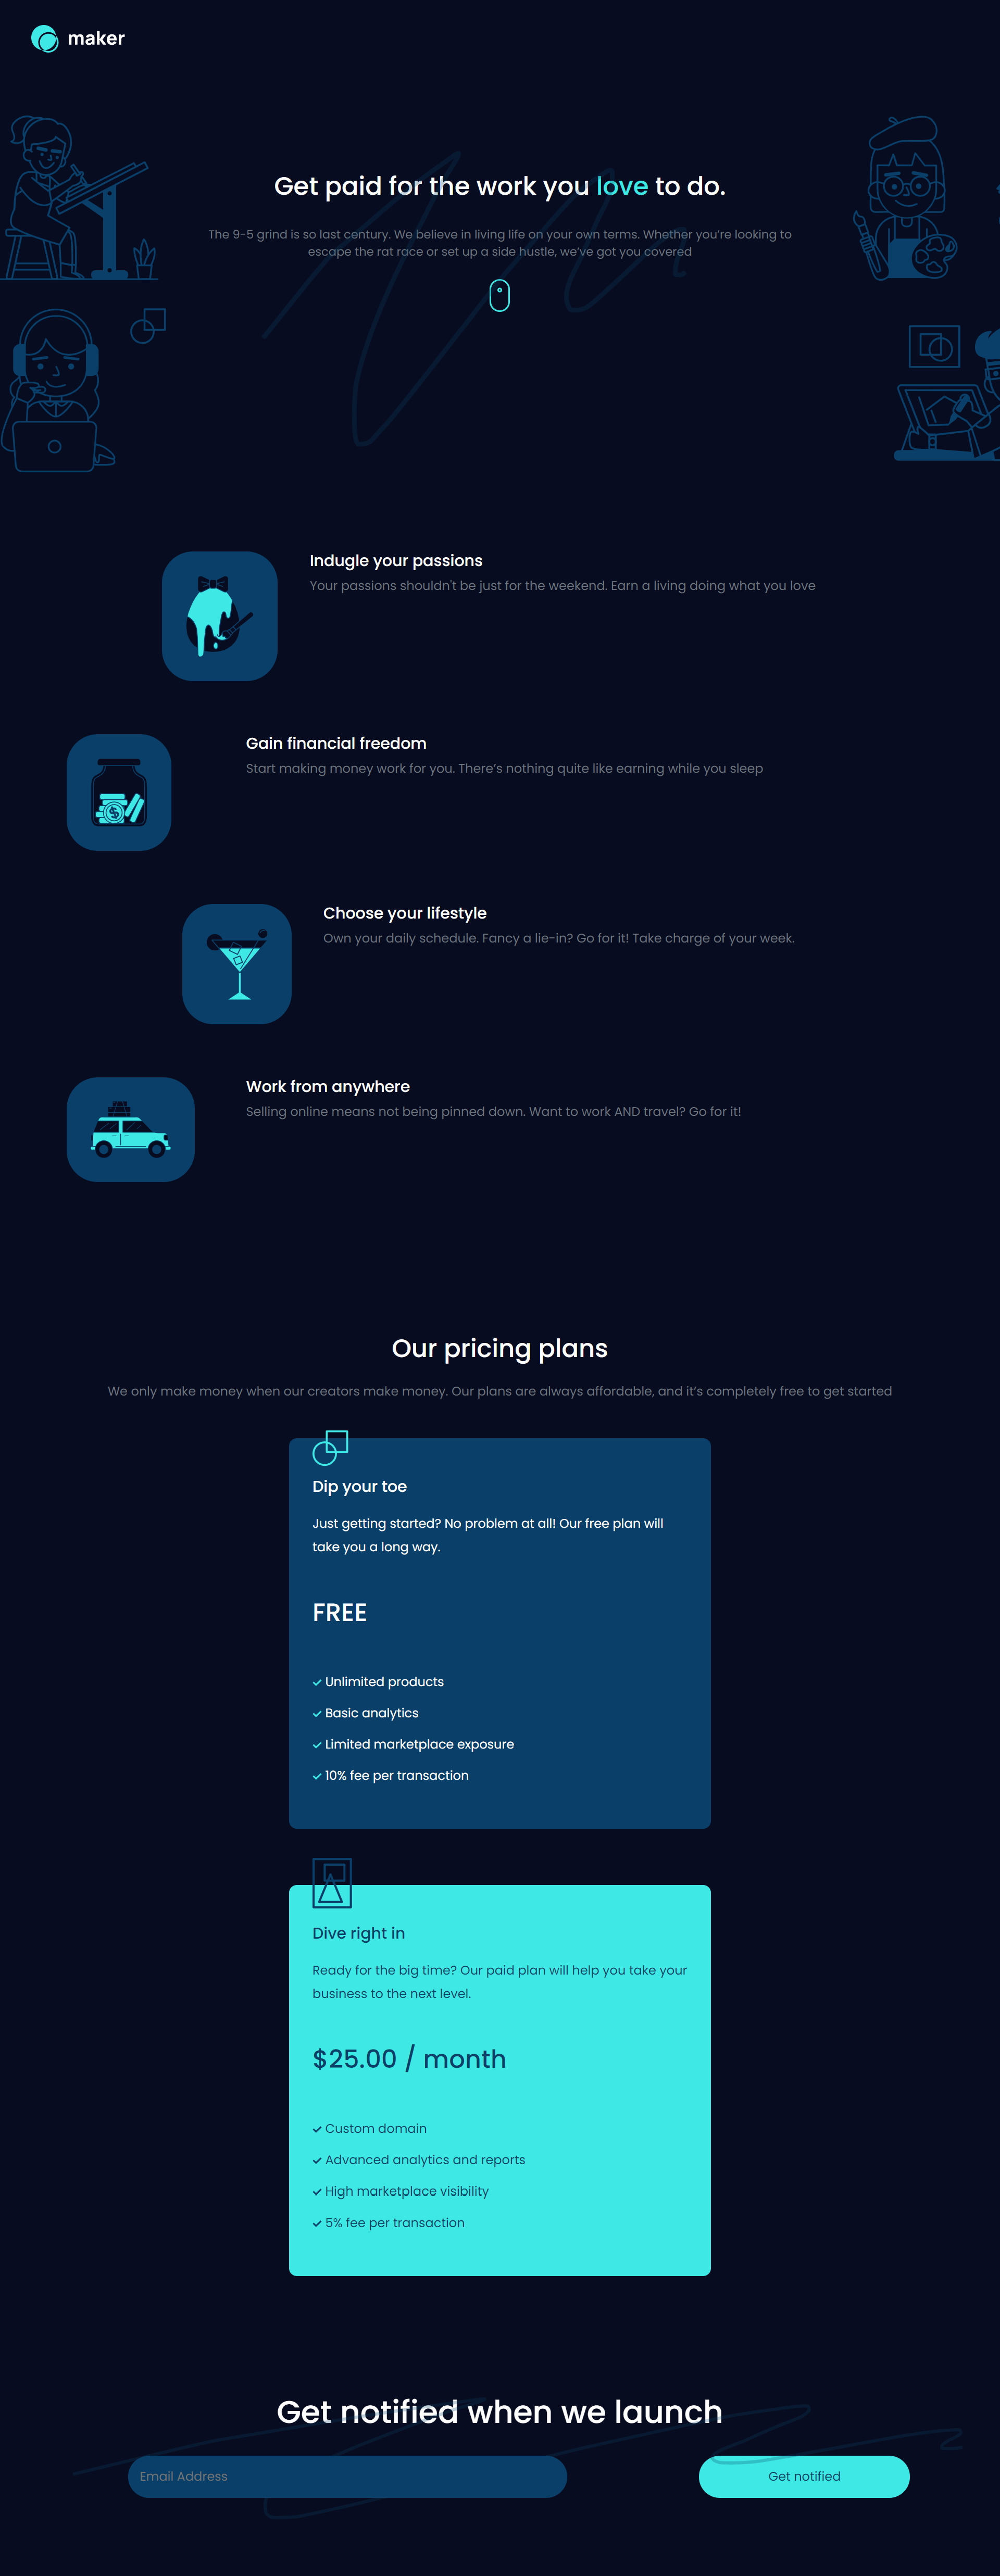 maker
Get paid for the work you love to do.
The 9-5 grind is so last century. We believe in living life on your own terms. Whether you’re looking to
escape the rat race or set up a side hustle, we’ve got you covered
Indugle your passions
Your passions shouldn't be just for the weekend. Earn a living doing what you love
Gain financial freedom
Start making money work for you. There’s nothing quite like earning while you sleep
Choose your lifestyle
Own your daily schedule. Fancy a lie-in? Go for it! Take charge of your week.
Work from anywhere
Selling online means not being pinned down. Want to work AND travel? Go for it!
Our pricing plans
We only make money when our creators make money. Our plans are always affordable, and it’s completely free to get started
Dip your toe
Just getting started? No problem at all! Our free plan will
take you a long way.
FREE
Unlimited products
Basic analytics
Limited marketplace exposure
10% fee per transaction
Dive right in
Ready for the big time? Our paid plan will help you take your
business to the next level.
$25.00 / month
Custom domain
Advanced analytics and reports
High marketplace visibility
5% fee per transaction
Get notified when we launch
Email Address
Get notified